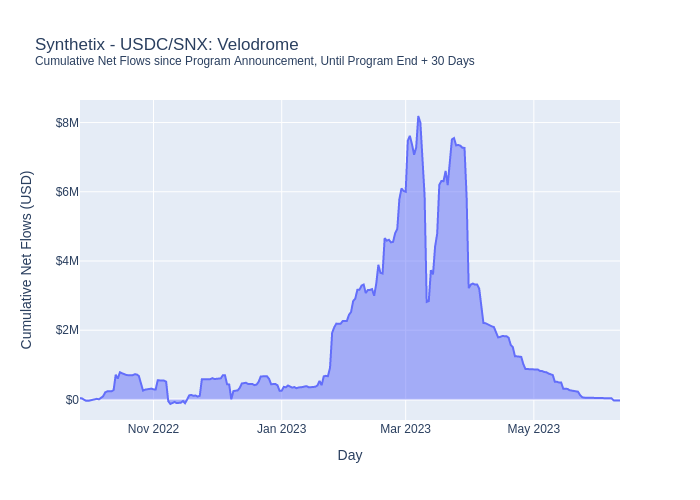 Synthetix - USDC/SNX: Velodrome
Cumulative Net Flows since Program Announcement, Until Program End + 30 Days
Cumulative Net Flows (USD)
$8M
$6M
$4M
$2M
$0
Nov 2022
Jan 2023
Mar 2023
May 2023
Day